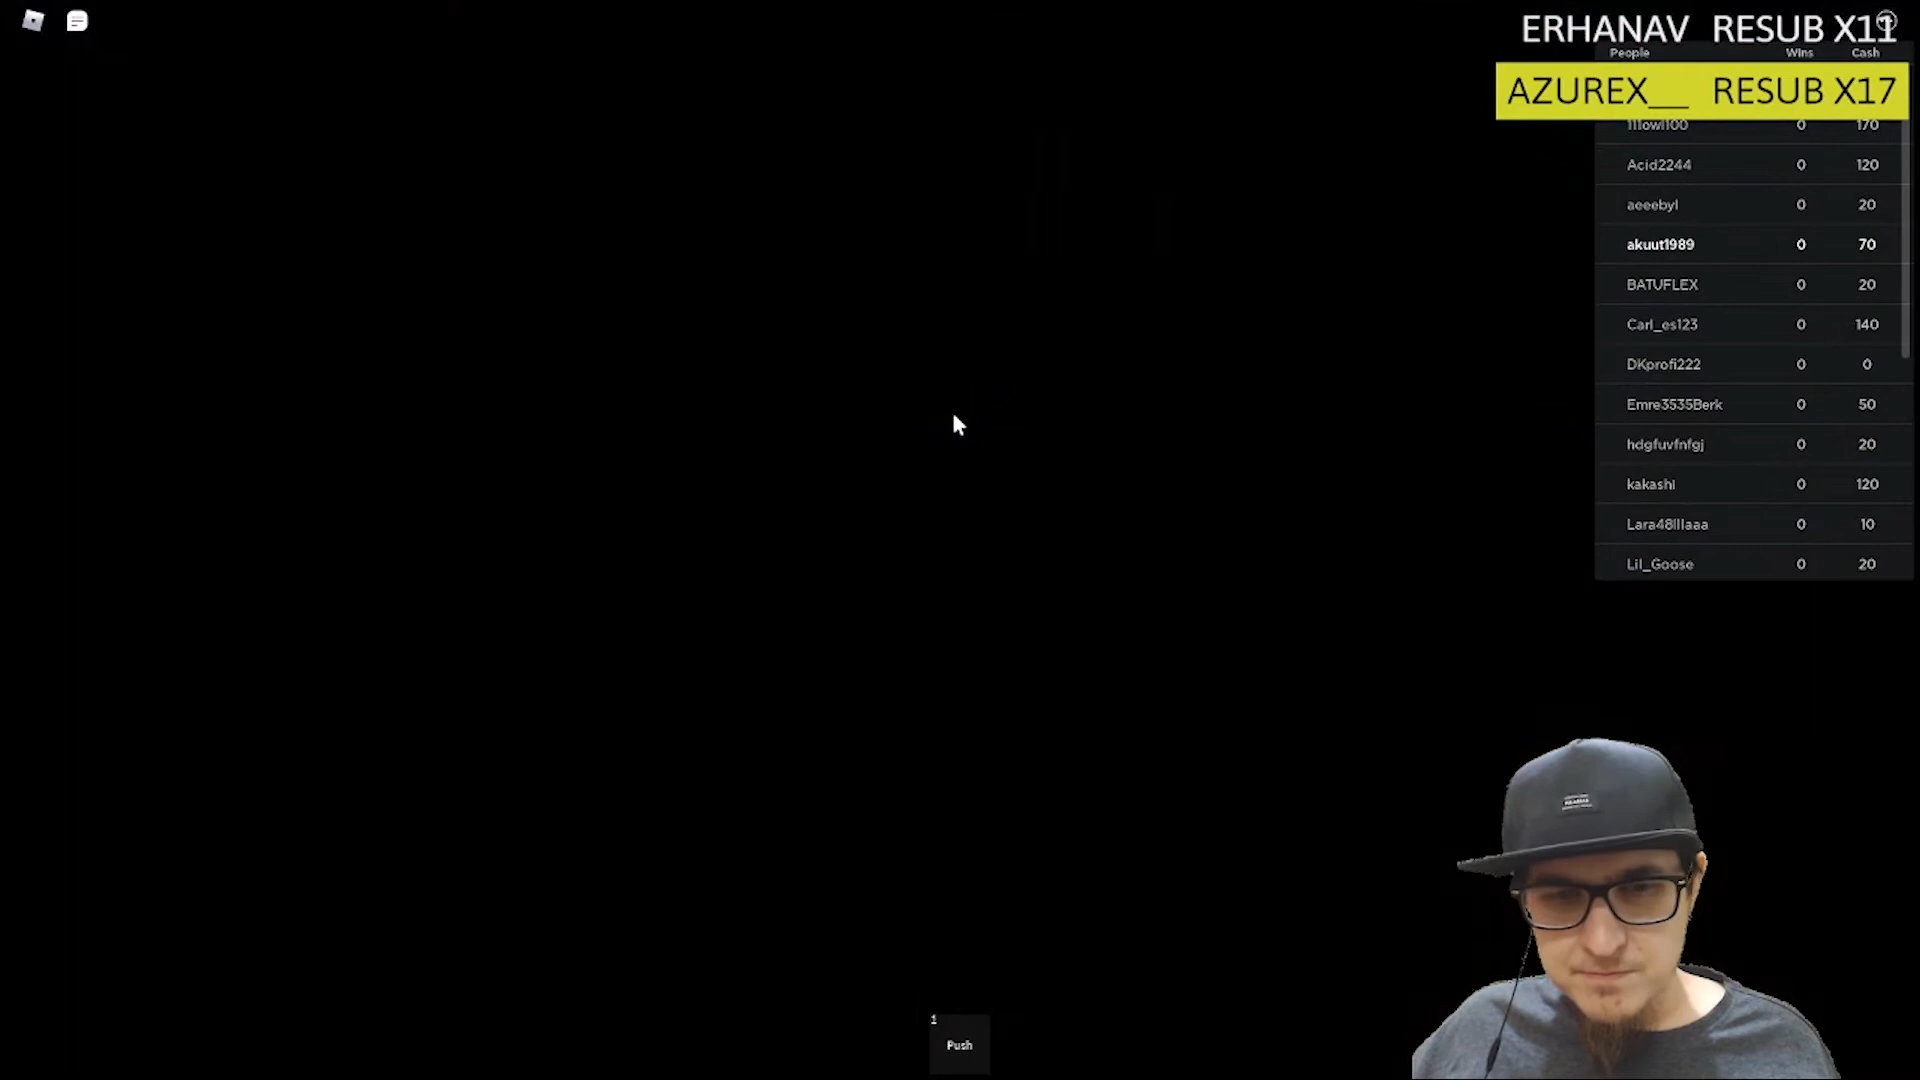 ERHANAV RESUB X11
People Wins Cash
AZUREX__ RESUB X17
111owl100 0 170
Acid2244 0 120
aeeebyl 0 20
akuut1989 0 70
BATUFLEX 0 20
Carl_es123 0 140
DKprofi222 0 0
Emre3535Berk 0 50
hdgfuvfnfgj 0 20
kakashi 0 120
Lara48lllaaa 0 10
Lil_Goose 0 20
1
Push